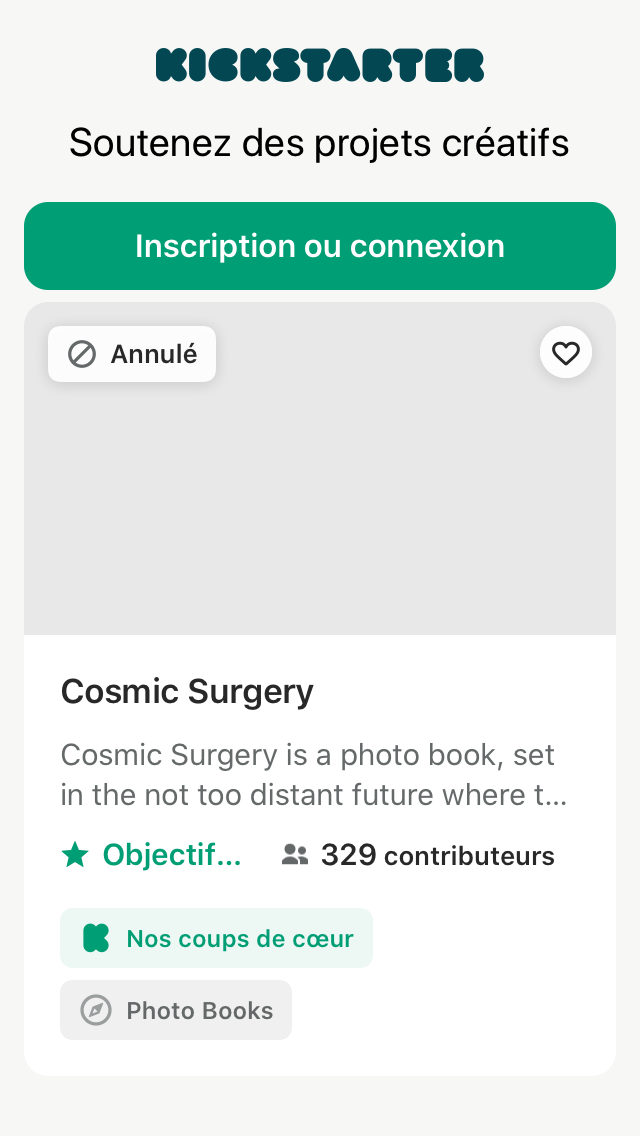 KICKSTARTER
Soutenez des projets créatifs
Inscription ou connexion
Annulé
Cosmic Surgery
Cosmic Surgery is a photo book, set
in the not too distant future where t...
Objectif... 329 contributeurs
Nos coups de cœur
Photo Books